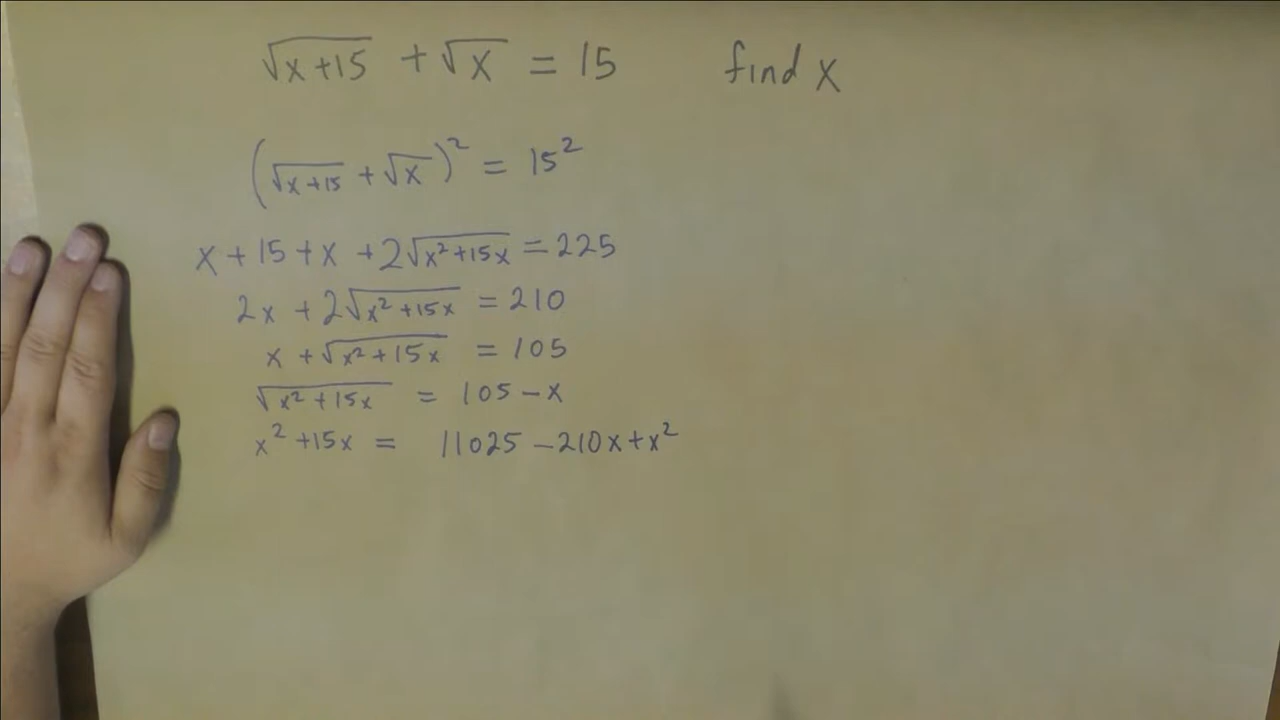 √(x+15) + √x = 15 find x
(√(x+15) + √x)² = 15²
x + 15 + x + 2√(x²+15x) = 225
2x + 2√(x²+15x) = 210
x + √(x²+15x) = 105
√(x²+15x) = 105 - x
x² + 15x = 11025 - 210x + x²